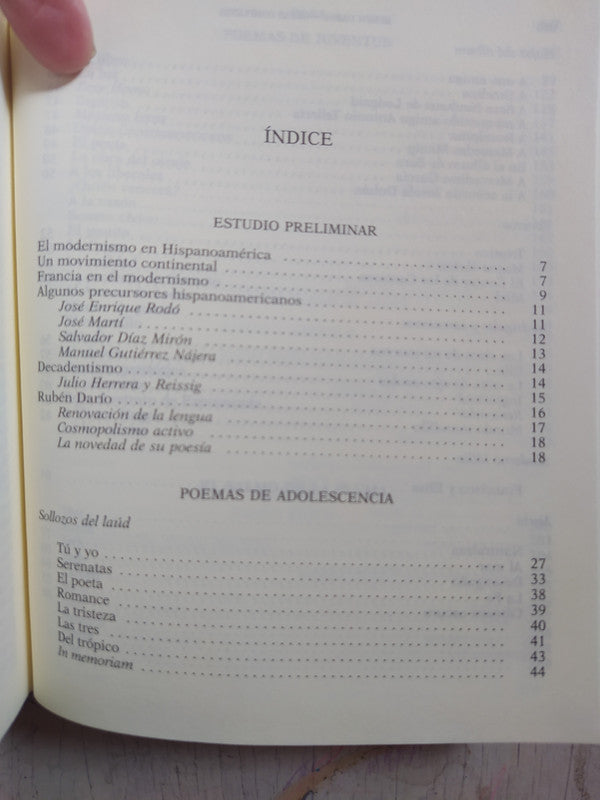 ÍNDICE
ESTUDIO PRELIMINAR
El modernismo en Hispanoamérica . . . . . . . . . . 7
Un movimiento continental . . . . . . . . . . 7
Francia en el modernismo . . . . . . . . . . 9
Algunos precursores hispanoamericanos . . . . . . . . . . 11
José Enrique Rodó . . . . . . . . . . 11
José Martí . . . . . . . . . . 12
Salvador Díaz Mirón . . . . . . . . . . 13
Manuel Gutiérrez Nájera . . . . . . . . . . 14
Decadentismo . . . . . . . . . . 14
Julio Herrera y Reissig . . . . . . . . . . 15
Rubén Darío . . . . . . . . . . 16
Renovación de la lengua . . . . . . . . . . 17
Cosmopolismo activo . . . . . . . . . . 18
La novedad de su poesía . . . . . . . . . . 18
POEMAS DE ADOLESCENCIA
Sollozos del laúd
Tú y yo . . . . . . . . . . 27
Serenatas . . . . . . . . . . 33
El poeta . . . . . . . . . . 38
Romance . . . . . . . . . . 39
La tristeza . . . . . . . . . . 40
Las tres . . . . . . . . . . 41
Del trópico . . . . . . . . . . 43
In memoriam . . . . . . . . . . 44